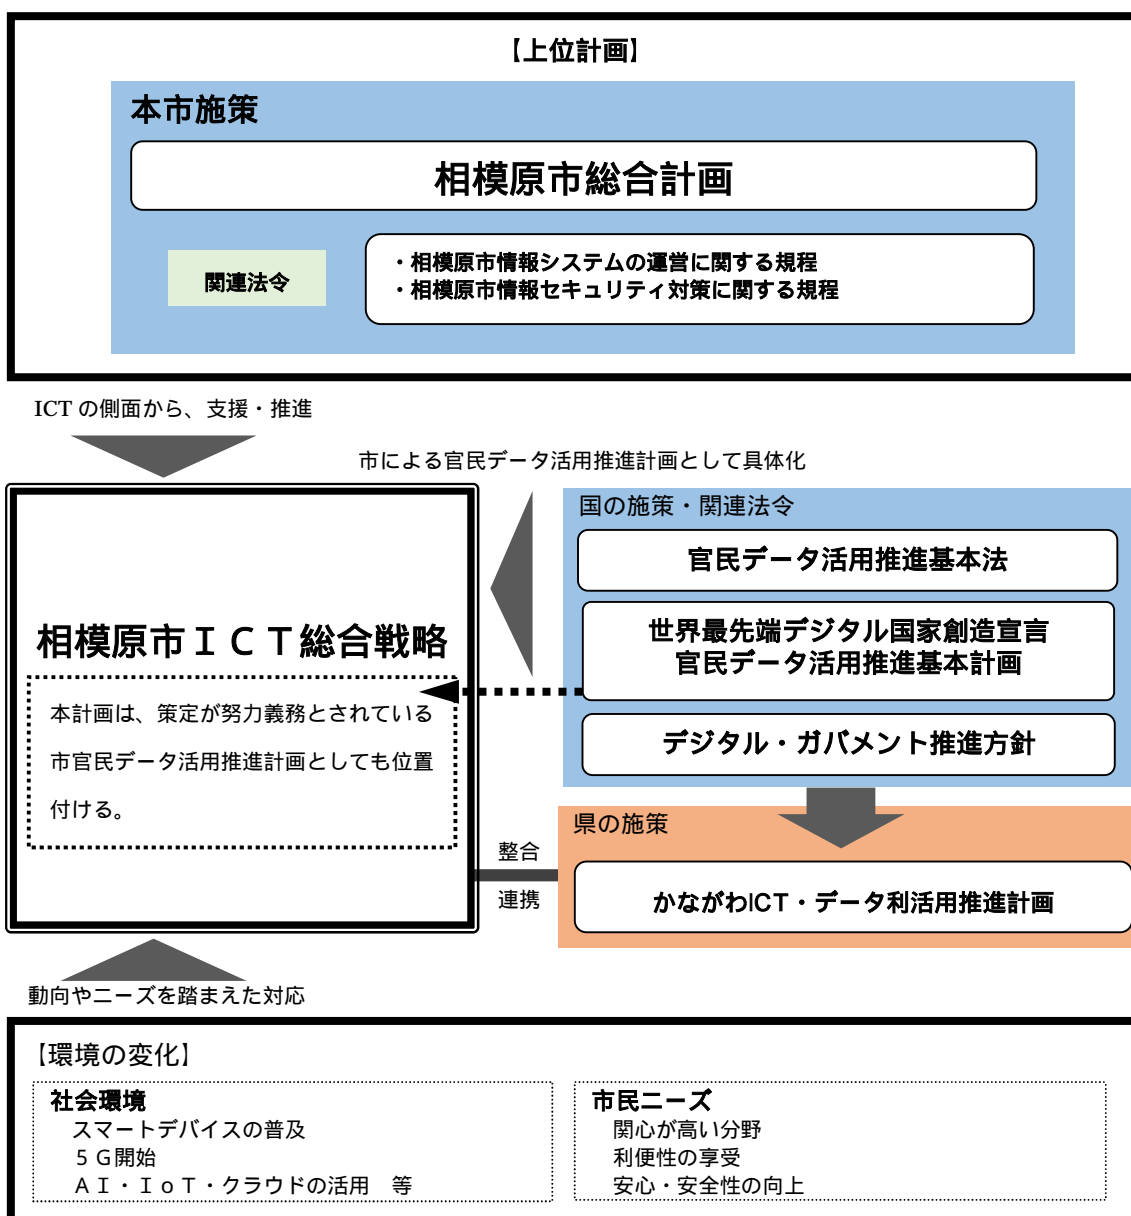 【上位計画】
本市施策
相模原市総合計画
関連法令
・相模原市情報システムの運営に関する規程
・相模原市情報セキュリティ対策に関する規程
ICT の側面から、支援・推進
市による官民データ活用推進計画として具体化
国の施策・関連法令
官民データ活用推進基本法
世界最先端デジタル国家創造宣言
官民データ活用推進基本計画
デジタル・ガバメント推進方針
相模原市ＩＣＴ総合戦略
本計画は、策定が努力義務とされている
市官民データ活用推進計画としても位置
付ける。
整合
連携
県の施策
かながわICT・データ利活用推進計画
動向やニーズを踏まえた対応
【環境の変化】
社会環境
スマートデバイスの普及
５Ｇ開始
ＡＩ・ＩｏＴ・クラウドの活用　等
市民ニーズ
関心が高い分野
利便性の享受
安心・安全性の向上